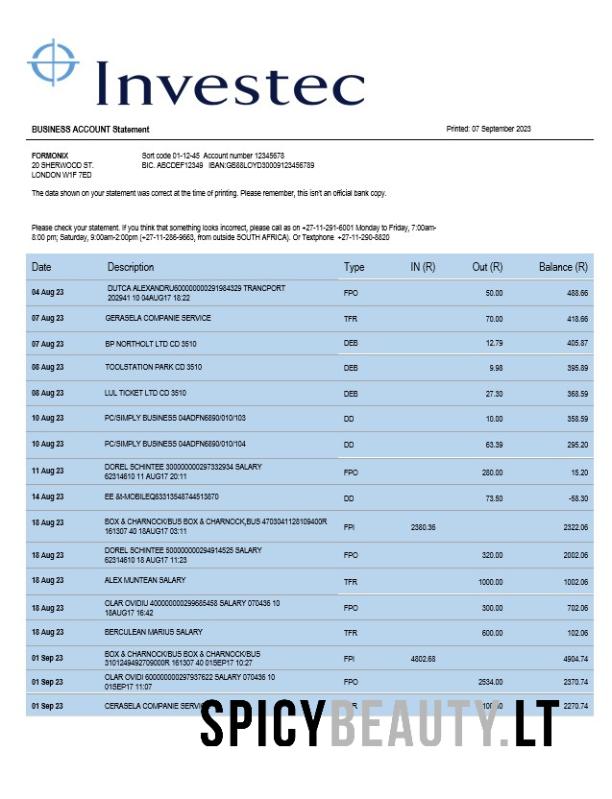 Investec
BUSINESS ACCOUNT Statement Printed: 07 September 2023
FORMONIX Sort code 01-12-45 Account number 12345678
20 SHERWOOD ST. BIC. ABCDEF12349 IBAN:GB88LOYD30009123456789
LONDON W1F 7ED
The data shown on your statement was correct at the time of printing. Please remember, this isn't an official bank copy.
Please check your statement. If you think that something looks incorrect, please call as on +27-11-291-6001 Monday to Friday, 7:00am-
8:00 pm; Saturday, 9:00am-2:00pm (+27-11-286-9663, from outside SOUTH AFRICA). Or Textphone +27-11-290-8820
Date Description Type IN (R) Out (R) Balance (R)
04 Aug 23 DUTCA ALEXANDRU600000000291984329 TRANCPORT FPO 50.00 488.66
202941 10 04AUG17 18:22
07 Aug 23 GERASELA COMPANIE SERVICE TFR 70.00 418.66
07 Aug 23 BP NORTHOLT LTD CD 3510 DEB 12.79 405.87
08 Aug 23 TOOLSTATION PARK CD 3510 DEB 9.98 395.89
08 Aug 23 LUL TICKET LTD CD 3510 DEB 27.30 368.59
10 Aug 23 PC/SIMPLY BUSINESS 04ADFN6890/010/103 DD 10.00 358.59
10 Aug 23 PC/SIMPLY BUSINESS 04ADFN6890/010/104 DD 63.39 295.20
11 Aug 23 DOREL SCHINTEE 300000000297332934 SALARY FPO 280.00 15.20
62314610 11 AUG17 20:11
14 Aug 23 EE &t-MOBILEQ63313548744513870 DD 73.50 -58.30
18 Aug 23 BOX & CHARNOCK/BUS BOX & CHARNOCK,BUS 4703041128109400R FPI 2380.36 2322.06
161307 40 18AUG17 03:11
18 Aug 23 DOREL SCHINTEE 500000000294914525 SALARY FPO 320.00 2002.06
62314610 18 AUG17 11:23
18 Aug 23 ALEX MUNTEAN SALARY TFR 1000.00 1002.06
18 Aug 23 OLAR OVIDIU 400000000299685458 SALARY 070436 10 FPO 300.00 702.06
18AUG17 16:42
18 Aug 23 BERCULEAN MARIUS SALARY TFR 600.00 102.06
01 Sep 23 BOX & CHARNOCK/BUS BOX & CHARNOCK/BUS FPI 4802.68 4904.74
3101249492709000R 161307 40 01SEP17 10:27
01 Sep 23 OLAR OVIDI 600000000297937622 SALARY 070436 10 FPO 2534.00 2370.74
01SEP17 11:07
01 Sep 23 CERASELA COMPANIE 2270.74
SPICYBEAUTY.LT